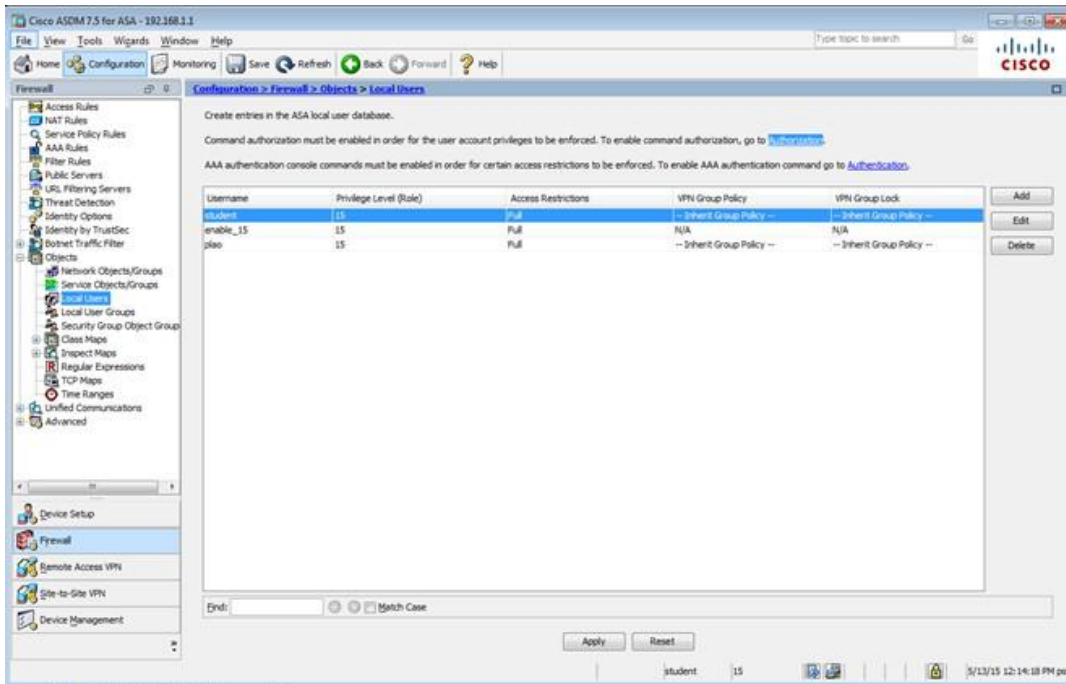 Cisco ASDM 7.5 for ASA - 192.168.1.1
File View Tools Wizards Window Help
Type topic to search Go
Home Configuration Monitoring Save Refresh Back Forward Help
CISCO
Firewall
Configuration > Firewall > Objects > Local Users
Access Rules
NAT Rules
Service Policy Rules
AAA Rules
Filter Rules
Public Servers
URL Filtering Servers
Threat Detection
Identity Options
Identity by TrustSec
Botnet Traffic Filter
Objects
Network Objects/Groups
Service Objects/Groups
Local Users
Local User Groups
Security Group Object Group
Class Maps
Inspect Maps
Regular Expressions
TCP Maps
Time Ranges
Unified Communications
Advanced
Device Setup
Firewall
Remote Access VPN
Site-to-Site VPN
Device Management
Create entries in the ASA local user database.
Command authorization must be enabled in order for the user account privileges to be enforced. To enable command authorization, go to Authorization.
AAA authentication console commands must be enabled in order for certain access restrictions to be enforced. To enable AAA authentication command go to Authentication.
Username Privilege Level (Role) Access Restrictions VPN Group Policy VPN Group Lock
student 15 Full -- Inherit Group Policy -- -- Inherit Group Policy --
enable_15 15 Full N/A N/A
piao 15 Full -- Inherit Group Policy -- -- Inherit Group Policy --
Add
Edit
Delete
Find: Match Case
Apply Reset
student 15 5/13/15 12:14:18 PM